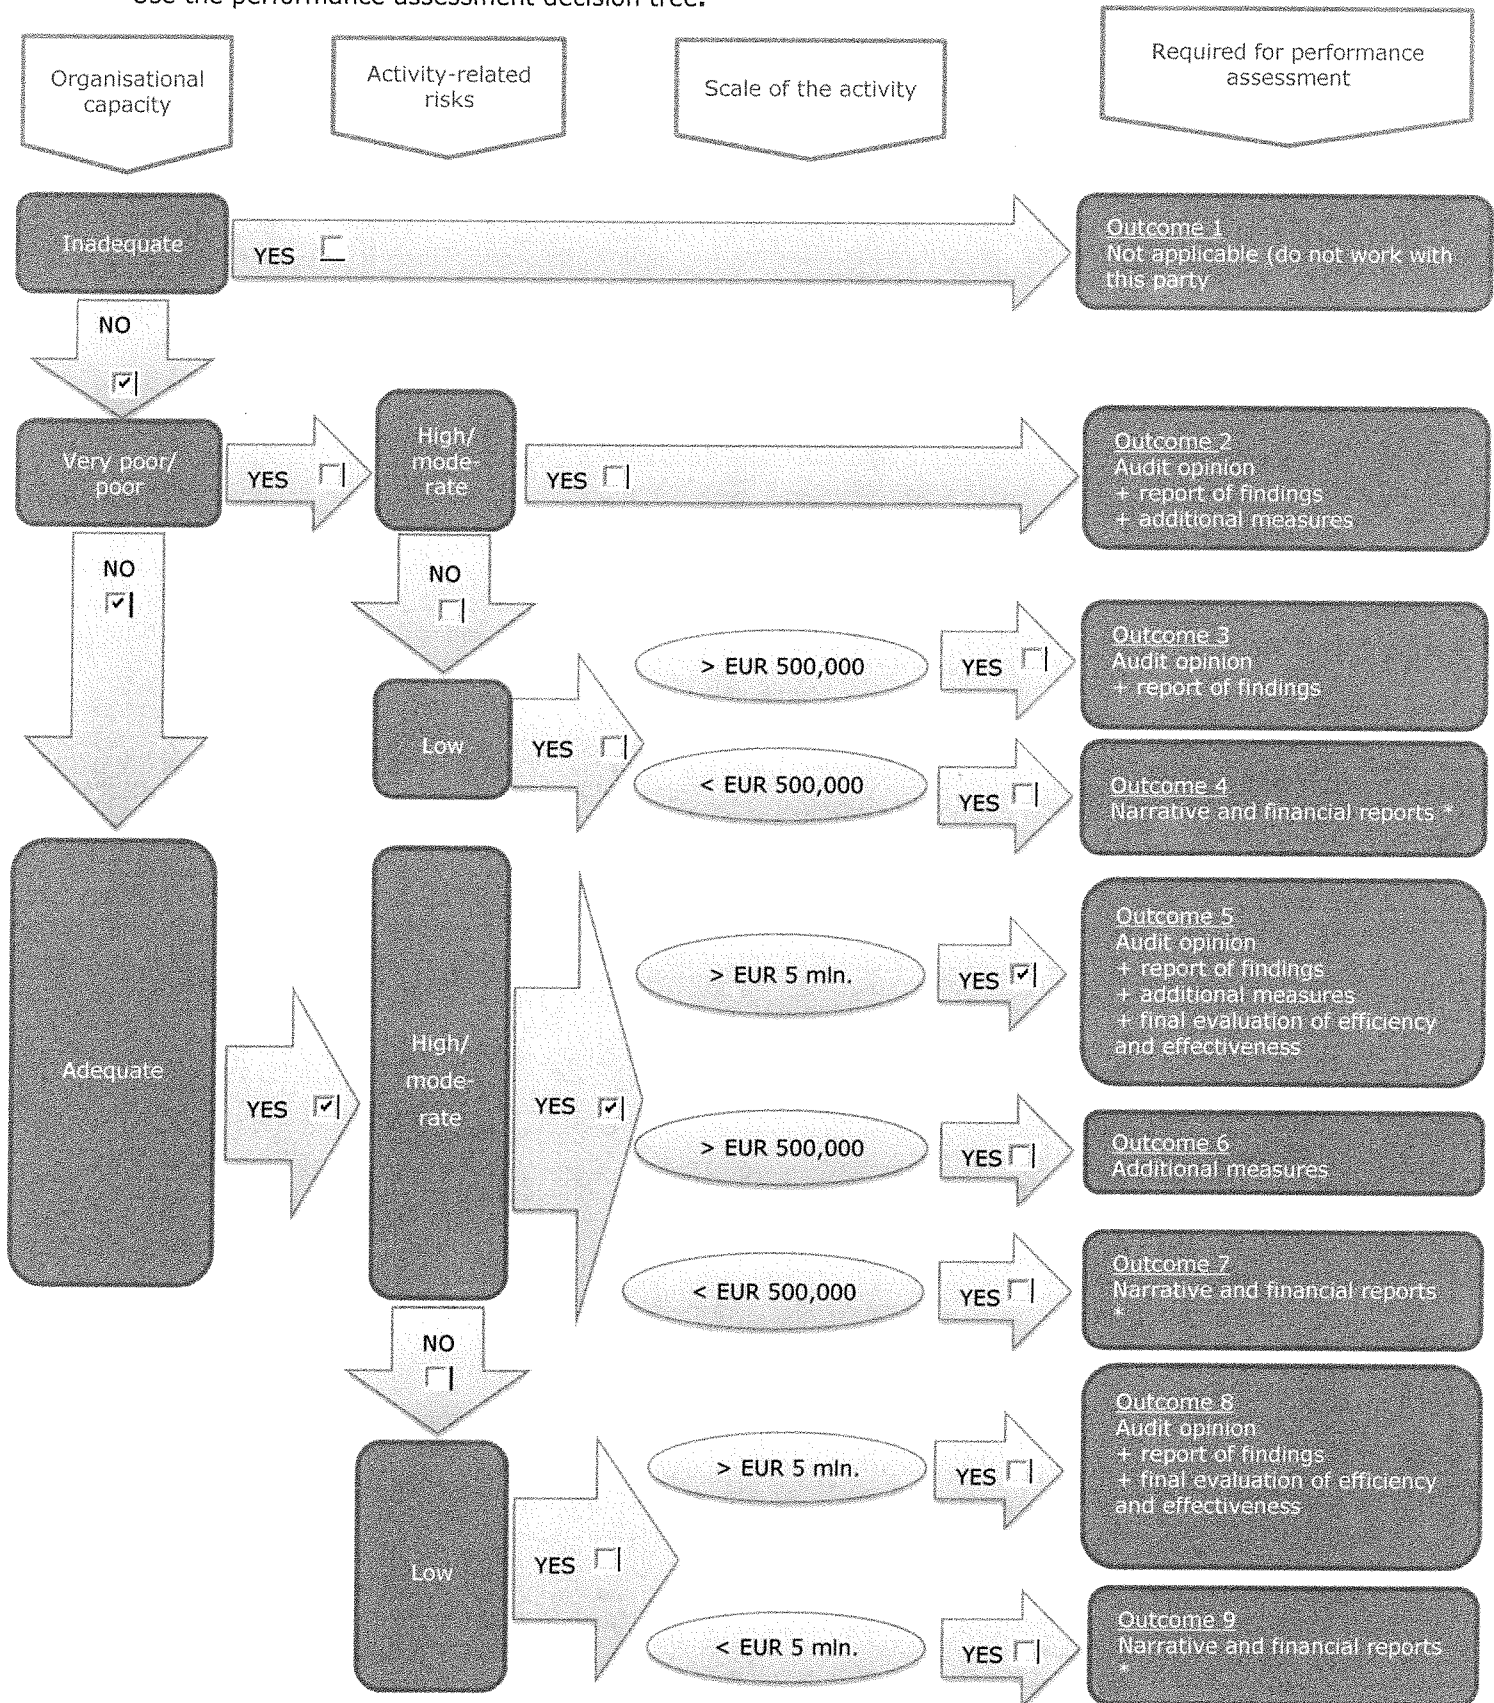 Use the performance assessment decision tree.
Organisational
capacity
Activity-related
risks
Scale of the activity
Required for performance
assessment
Inadequate
YES
Outcome 1
Not applicable (do not work with
this party
NO
Very poor/
poor
YES
High/
mode-
rate
YES
Outcome 2
Audit opinion
+ report of findings
+ additional measures
NO
NO
Low
YES
> EUR 500,000
YES
Outcome 3
Audit opinion
+ report of findings
< EUR 500,000
YES
Outcome 4
Narrative and financial reports *
Adequate
YES
High/
mode-
rate
YES
> EUR 5 mln.
YES
Outcome 5
Audit opinion
+ report of findings
+ additional measures
+ final evaluation of efficiency
and effectiveness
> EUR 500,000
YES
Outcome 6
Additional measures
< EUR 500,000
YES
Outcome 7
Narrative and financial reports
*
NO
Low
YES
> EUR 5 mln.
YES
Outcome 8
Audit opinion
+ report of findings
+ final evaluation of efficiency
and effectiveness
< EUR 5 mln.
YES
Outcome 9
Narrative and financial reports
*